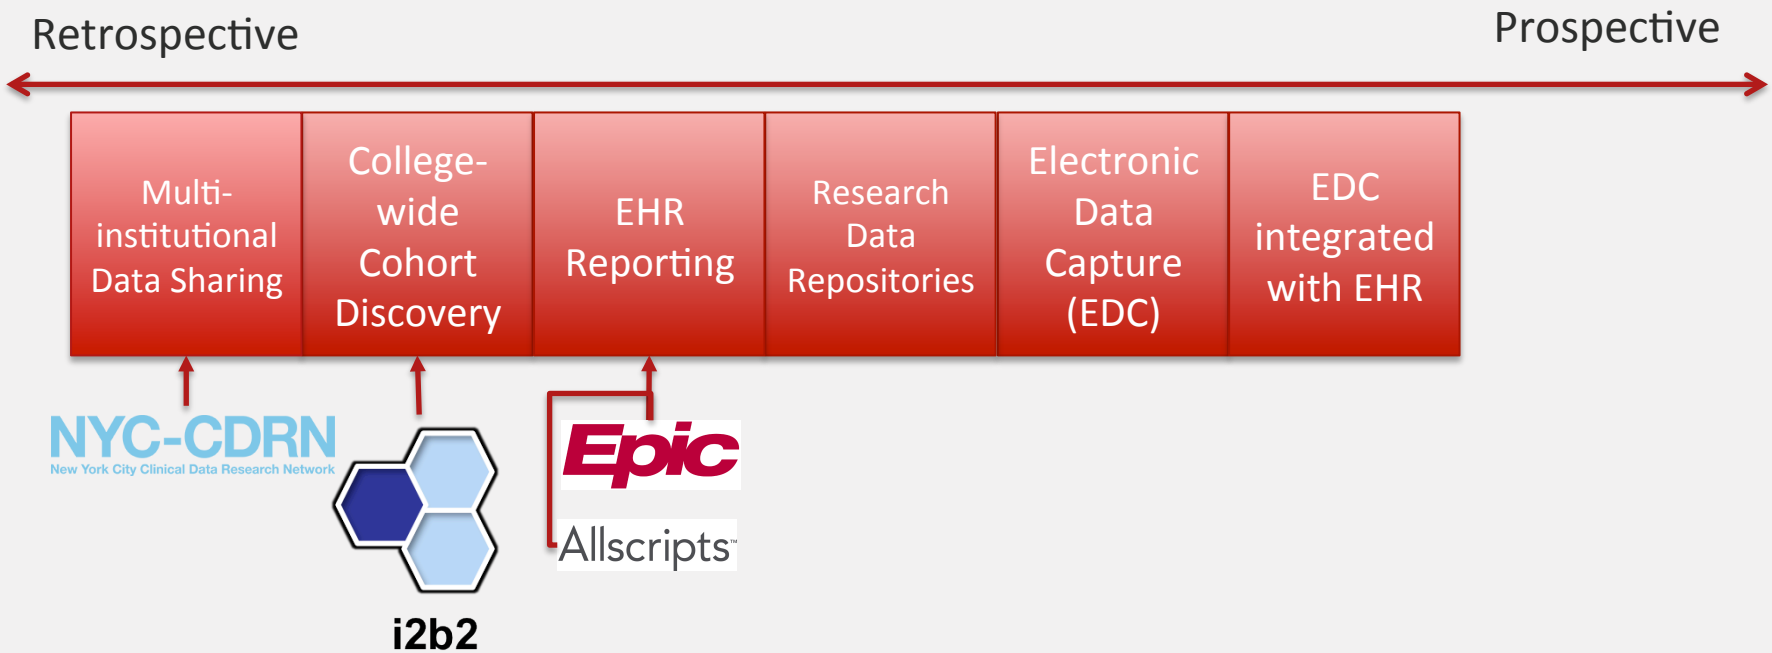 Retrospective
Prospective
Multi-
institutional
Data Sharing
College-
wide
Cohort
Discovery
EHR
Reporting
Research
Data
Repositories
Electronic
Data
Capture
(EDC)
EDC
integrated
with EHR
NYC-CDRN
New York City Clinical Data Research Network
i2b2
Epic
Allscripts™